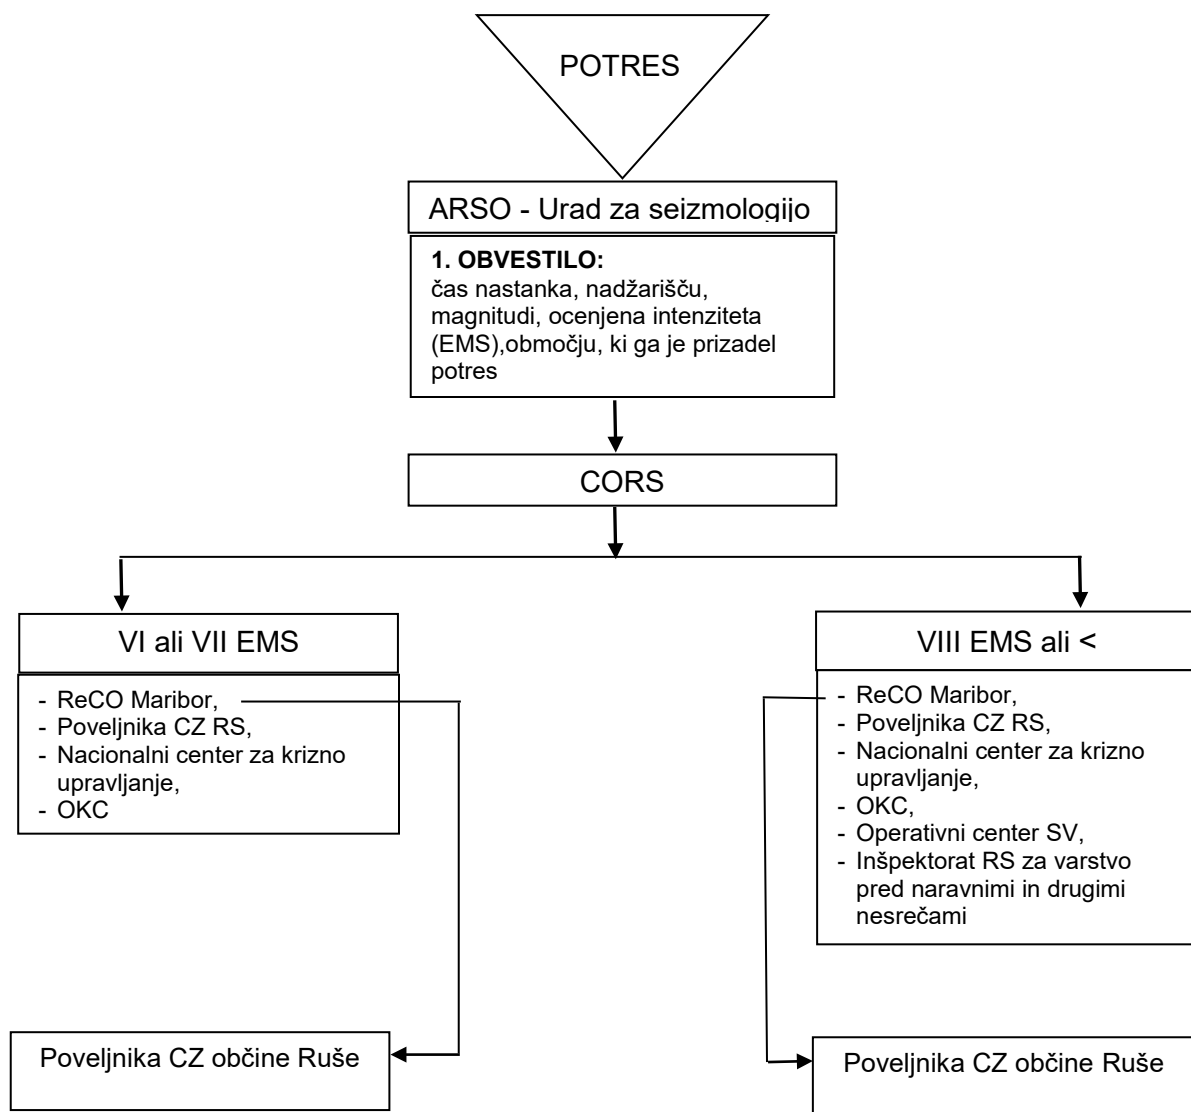 POTRES
ARSO - Urad za seizmologijo
1. OBVESTILO:
čas nastanka, nadžarišču,
magnitudi, ocenjena intenziteta
(EMS),območju, ki ga je prizadel
potres
CORS
VI ali VII EMS
- ReCO Maribor,
- Poveljnika CZ RS,
- Nacionalni center za krizno
upravljanje,
- OKC
VIII EMS ali <
- ReCO Maribor,
- Poveljnika CZ RS,
- Nacionalni center za krizno
upravljanje,
- OKC,
- Operativni center SV,
- Inšpektorat RS za varstvo
pred naravnimi in drugimi
nesrečami
Poveljnika CZ občine Ruše
Poveljnika CZ občine Ruše